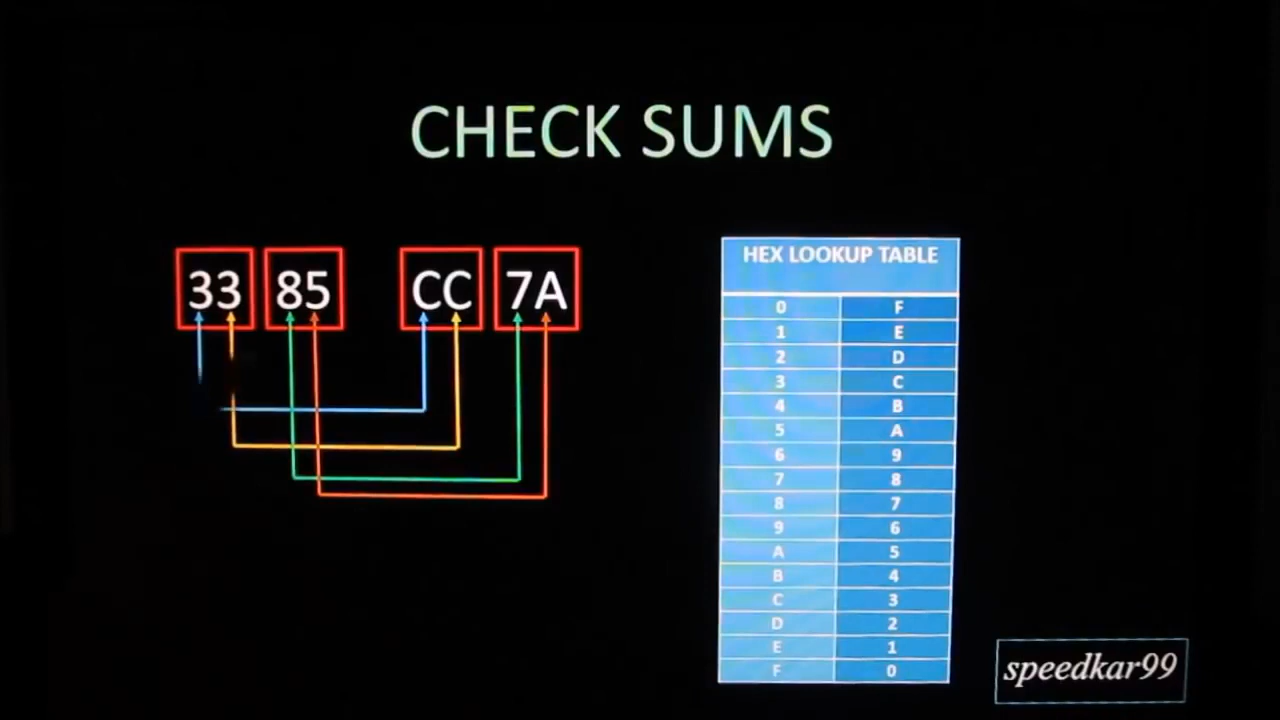 CHECK SUMS
33 85 CC 7A
HEX LOOKUP TABLE
0 F
1 E
2 D
3 C
4 B
5 A
6 9
7 8
8 7
9 6
A 5
B 4
C 3
D 2
E 1
F 0
speedkar99